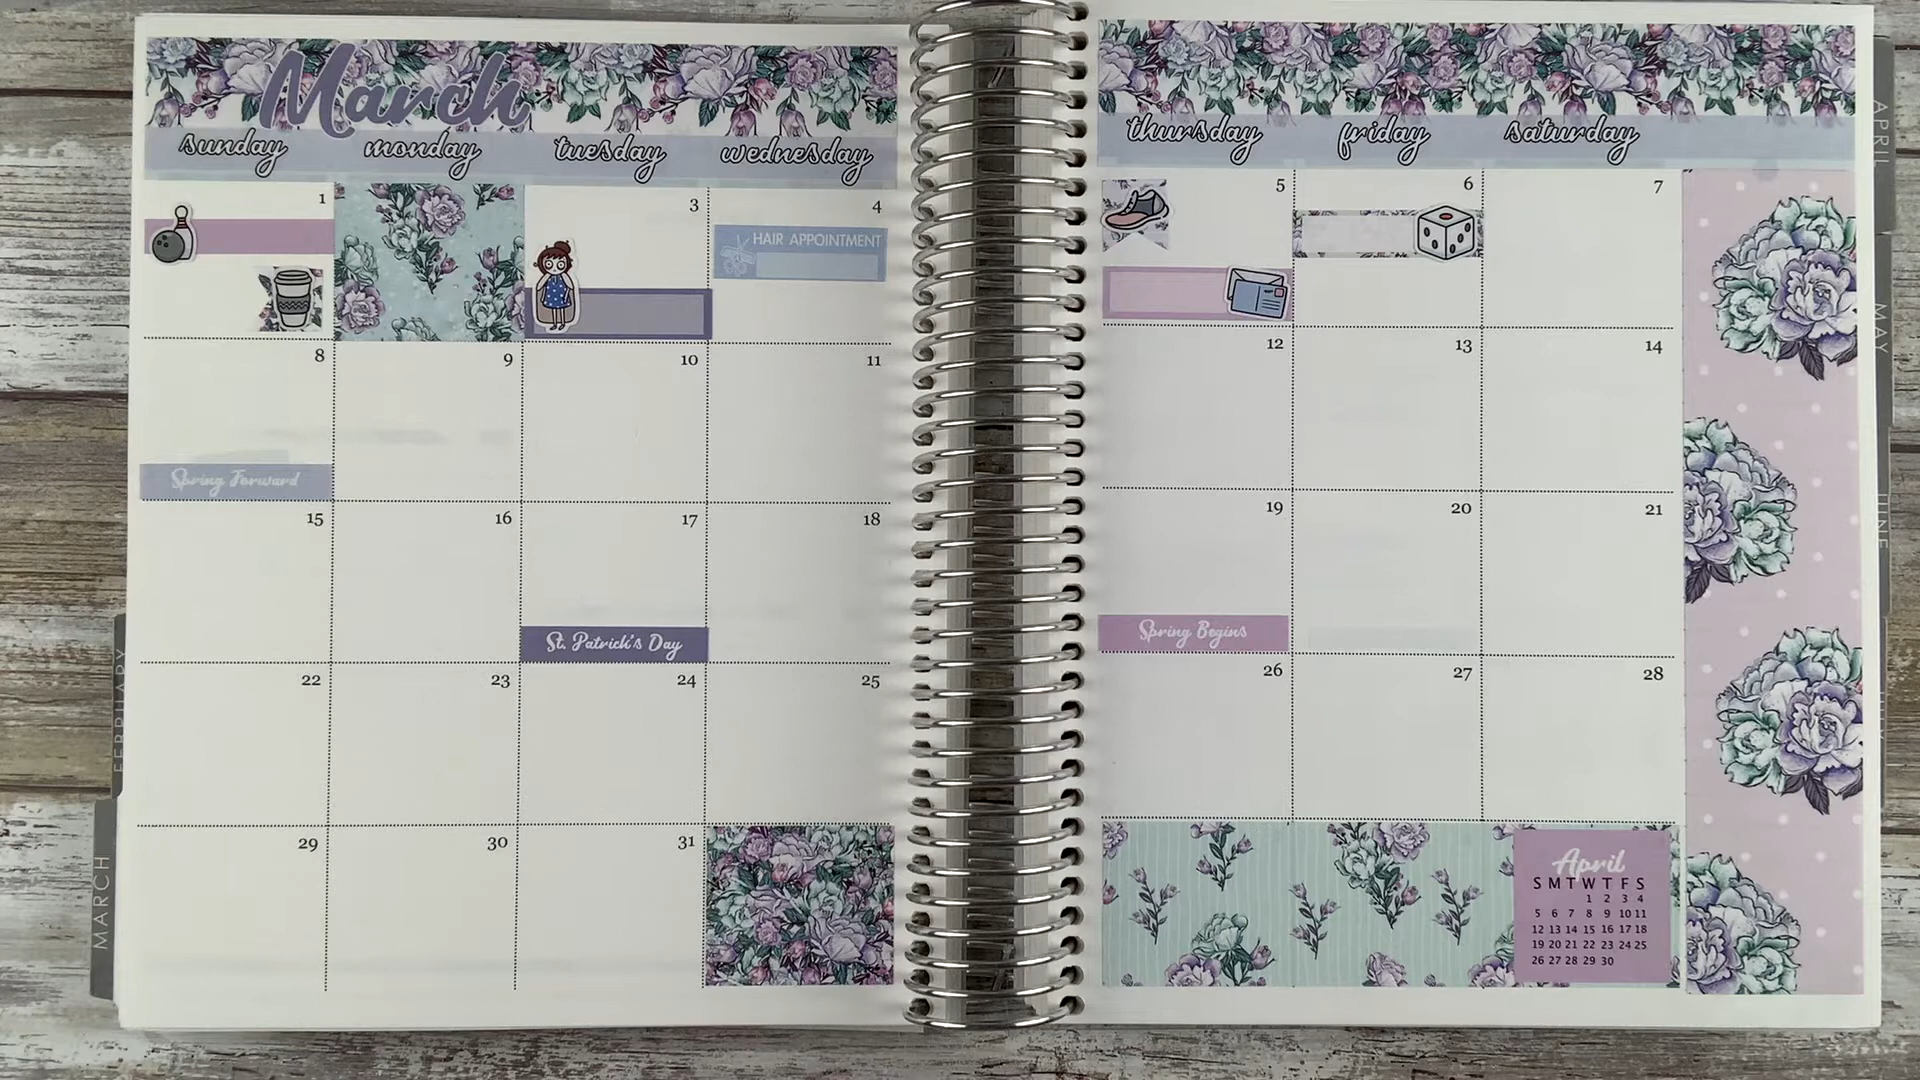 March
sunday monday tuesday wednesday thursday friday saturday
1 3 4 5 6 7
HAIR APPOINTMENT
8 9 10 11 12 13 14
Spring Forward
15 16 17 18 19 20 21
St. Patrick's Day
Spring Begins
22 23 24 25 26 27 28
29 30 31
April
S M T W T F S
1 2 3 4
5 6 7 8 9 10 11
12 13 14 15 16 17 18
19 20 21 22 23 24 25
26 27 28 29 30
FEBRUARY
MARCH
APRIL
MAY
JUNE
JULY